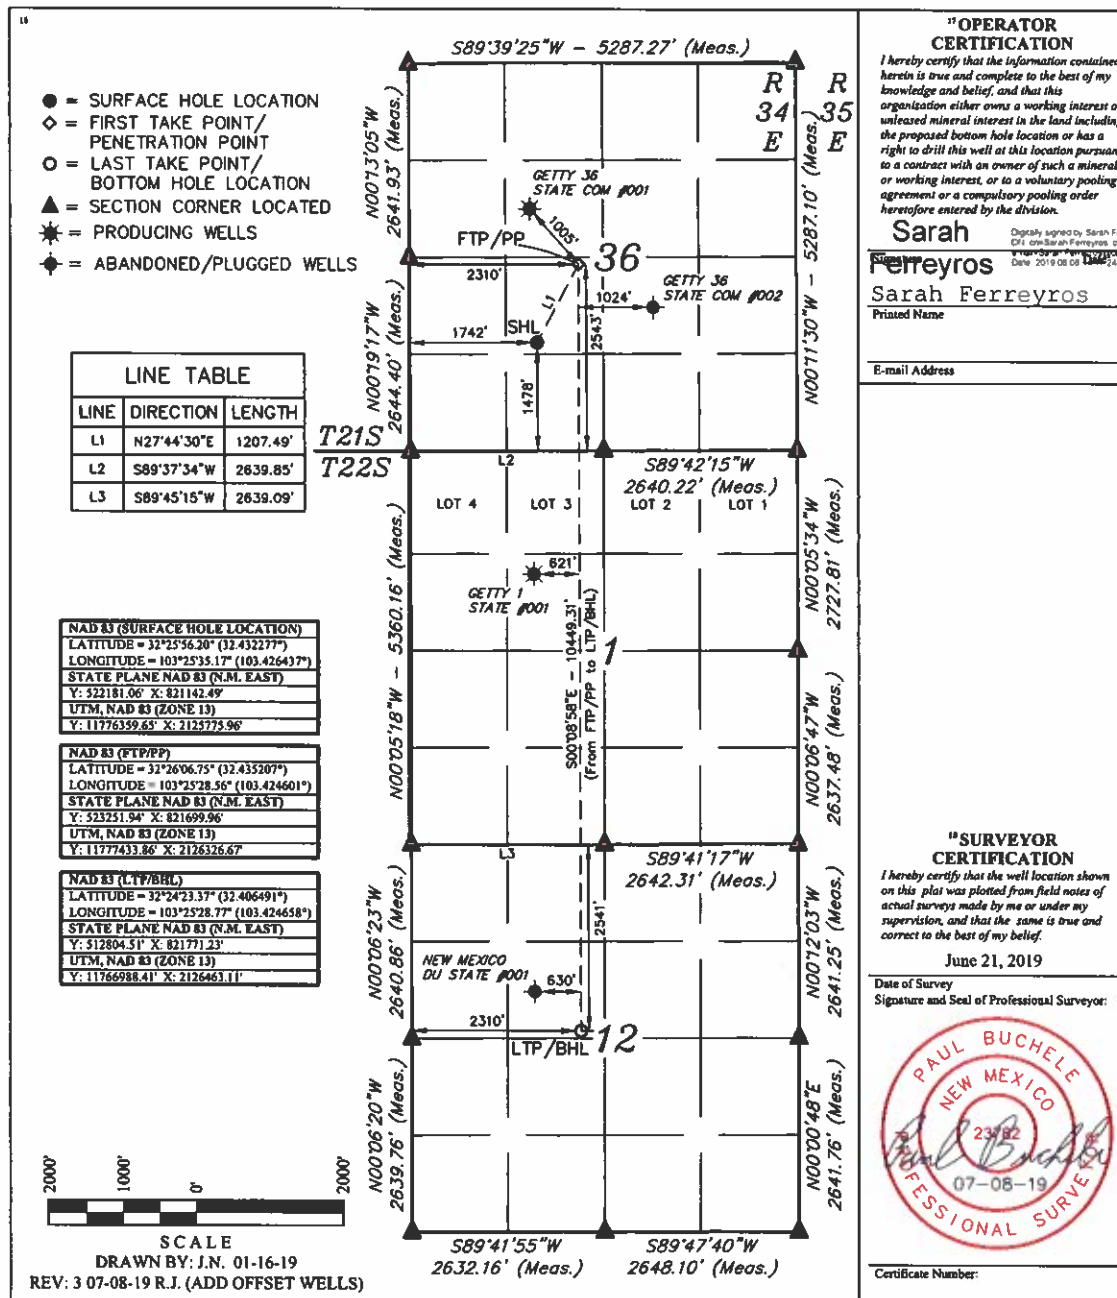 16
S89°39'25"W – 5287.27' (Meas.)
R R
34 35
E E
● = SURFACE HOLE LOCATION
◇ = FIRST TAKE POINT/
PENETRATION POINT
○ = LAST TAKE POINT/
BOTTOM HOLE LOCATION
▲ = SECTION CORNER LOCATED
= PRODUCING WELLS
= ABANDONED/PLUGGED WELLS
N00°13'05"W
2641.93' (Meas.)
N00°19'17"W
2644.40' (Meas.)
N00°11'30"W – 5287.10' (Meas.)
GETTY 36
STATE COM #001
1005'
FTP/PP
36
2310'
GETTY 36
STATE COM #002
1024'
L1
2543'
SHL
1742'
1478'
LINE TABLE
LINE DIRECTION LENGTH
L1 N27°44'30"E 1207.49'
L2 S89°37'34"W 2639.85'
L3 S89°45'15"W 2639.09'
T21S
T22S
L2
S89°42'15"W
2640.22' (Meas.)
LOT 4 LOT 3 LOT 2 LOT 1
N00°05'18"W – 5360.16' (Meas.)
N00°05'34"W
2727.81' (Meas.)
621'
GETTY 1
STATE #001
1
S00°08'58"E – 10449.31'
(From FTP/PP to LTP/BHL)
N00°06'47"W
2637.48' (Meas.)
NAD 83 (SURFACE HOLE LOCATION)
LATITUDE = 32°25'56.20" (32.432277°)
LONGITUDE = 103°25'35.17" (103.426437°)
STATE PLANE NAD 83 (N.M. EAST)
Y: 522181.06' X: 821142.49'
UTM, NAD 83 (ZONE 13)
Y: 11776359.65' X: 2125775.96'
NAD 83 (FTP/PP)
LATITUDE = 32°26'06.75" (32.435207°)
LONGITUDE = 103°25'28.56" (103.424601°)
STATE PLANE NAD 83 (N.M. EAST)
Y: 523251.94' X: 821699.96'
UTM, NAD 83 (ZONE 13)
Y: 11777433.86' X: 2126326.67'
NAD 83 (LTP/BHL)
LATITUDE = 32°24'23.37" (32.406491°)
LONGITUDE = 103°25'28.77" (103.424658°)
STATE PLANE NAD 83 (N.M. EAST)
Y: 512804.51' X: 821771.23'
UTM, NAD 83 (ZONE 13)
Y: 11766988.41' X: 2126463.11'
L3
S89°41'17"W
2642.31' (Meas.)
N00°06'23"W
2640.86' (Meas.)
2541'
N00°12'03"W
2641.25' (Meas.)
NEW MEXICO
DU STATE #001
630'
2310'
12
LTP/BHL
N00°06'20"W
2639.76' (Meas.)
N00°00'48"E
2641.76' (Meas.)
S89°41'55"W
2632.16' (Meas.)
S89°47'40"W
2648.10' (Meas.)
2000' 1000' 0' 2000'
SCALE
DRAWN BY: J.N. 01-16-19
REV: 3 07-08-19 R.J. (ADD OFFSET WELLS)
17 OPERATOR
CERTIFICATION
I hereby certify that the information contained
herein is true and complete to the best of my
knowledge and belief, and that this
organization either owns a working interest o
unleased mineral interest in the land including
the proposed bottom hole location or has a
right to drill this well at this location pursuan
to a contract with an owner of such a mineral
or working interest, or to a voluntary pooling
agreement or a compulsory pooling order
heretofore entered by the division.
Sarah
Ferreyros
Digitally signed by Sarah F
Sarah Ferreyros
Printed Name
E-mail Address
18 SURVEYOR
CERTIFICATION
I hereby certify that the well location shown
on this plat was plotted from field notes of
actual surveys made by me or under my
supervision, and that the same is true and
correct to the best of my belief.
June 21, 2019
Date of Survey
Signature and Seal of Professional Surveyor:
PAUL BUCHELE
NEW MEXICO
23782
Paul Buchele
07-08-19
PROFESSIONAL SURVEYOR
Certificate Number: